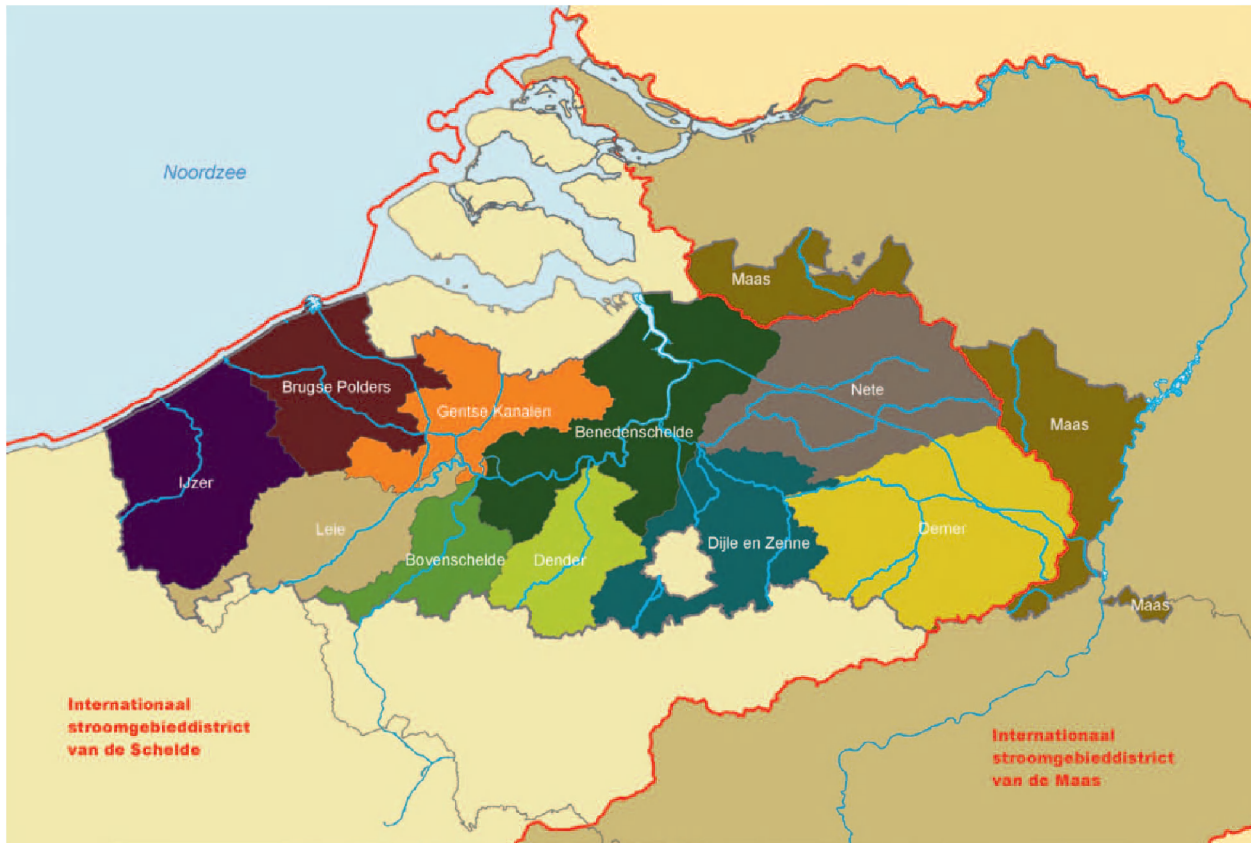 Noordzee
Maas
Brugse Polders
Gentse Kanalen
Nete
Maas
Benedenschelde
IJzer
Leie
Bovenschelde
Dender
Dijle en Zenne
Demer
Maas
Internationaal
stroomgebieddistrict
van de Schelde
Internationaal
stroomgebieddistrict
van de Maas